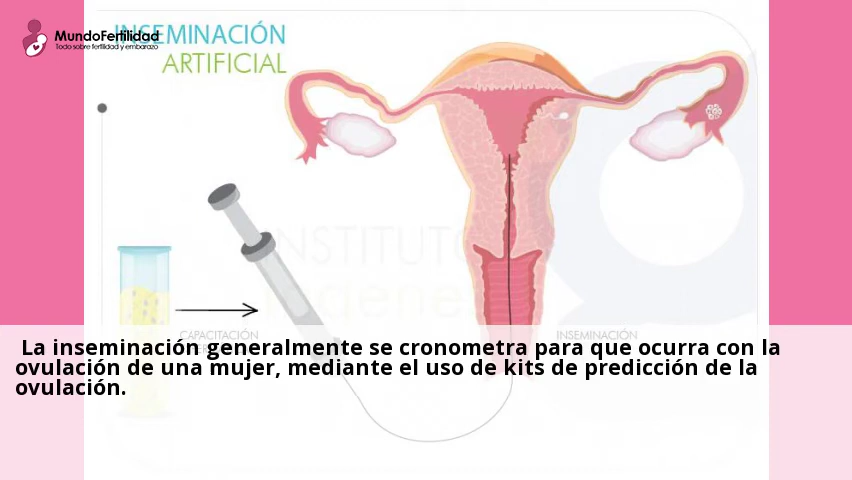 MundoFertilidad
Todo sobre fertilidad y embarazo
INSEMINACIÓN
ARTIFICIAL
INSTITUTO
CAPACITACIÓN
INSEMINACIÓN
La inseminación generalmente se cronometra para que ocurra con la
ovulación de una mujer, mediante el uso de kits de predicción de la
ovulación.